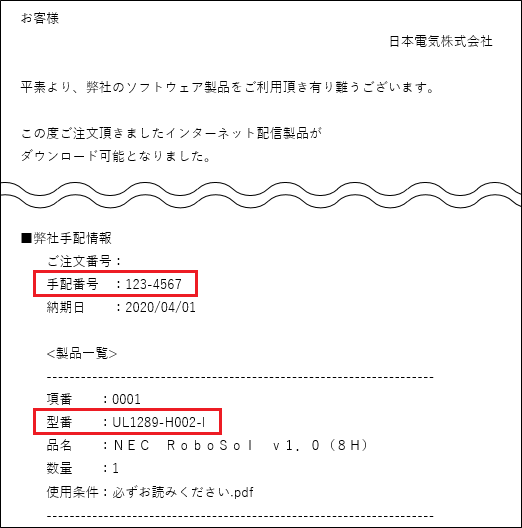 お客様
日本電気株式会社
平素より、弊社のソフトウェア製品をご利用頂き有り難うございます。
この度ご注文頂きましたインターネット配信製品が
ダウンロード可能となりました。
■弊社手配情報
ご注文番号：
手配番号　：123-4567
納期日　　：2020/04/01
<製品一覧>
--------------------------------------------------------------------
項番　　：0001
型番　　：UL1289-H002-I
品名　　：ＮＥＣ　ＲｏｂｏＳｏｌ　ｖ１．０（８Ｈ）
数量　　：1
使用条件：必ずお読みください.pdf
--------------------------------------------------------------------